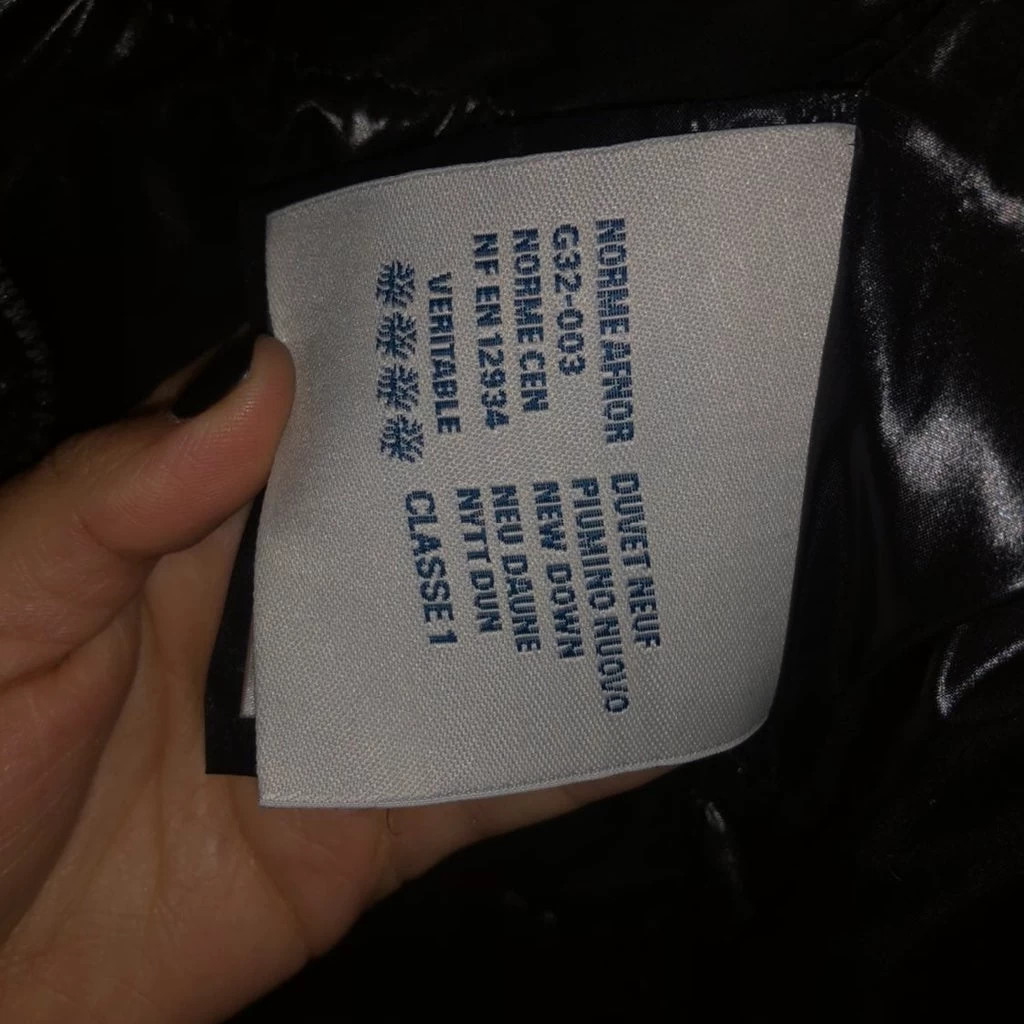 NORME AFNOR
G32-003
NORME CEN
NF EN 12934
VERITABLE
DUVET NEUF
PIUMINO NUOVO
NEW DOWN
NEU DAUNE
NYTT DUN
CLASSE 1